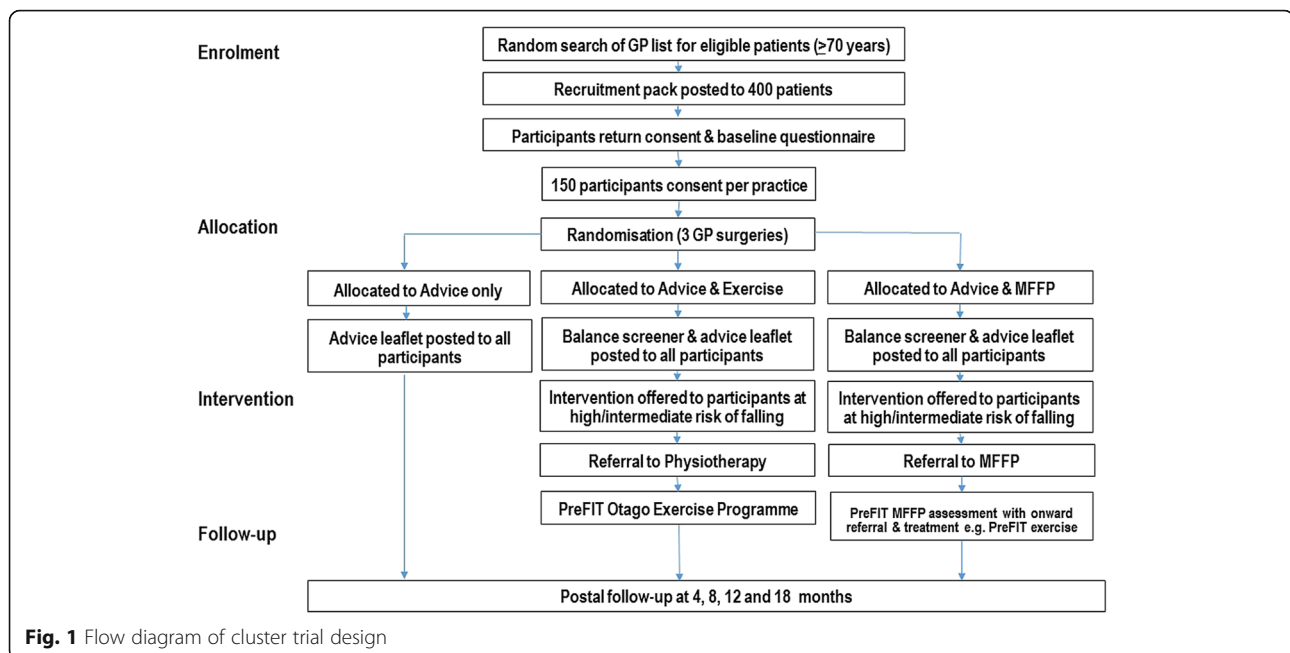 Enrolment
Random search of GP list for eligible patients (≥70 years)
Recruitment pack posted to 400 patients
Participants return consent & baseline questionnaire
150 participants consent per practice
Allocation
Randomisation (3 GP surgeries)
Allocated to Advice only
Allocated to Advice & Exercise
Allocated to Advice & MFFP
Advice leaflet posted to all
participants
Balance screener & advice leaflet
posted to all participants
Balance screener & advice leaflet
posted to all participants
Intervention
Intervention offered to participants
at high/intermediate risk of falling
Intervention offered to participants
at high/intermediate risk of falling
Referral to Physiotherapy
Referral to MFFP
PreFIT Otago Exercise Programme
PreFIT MFFP assessment with onward
referral & treatment e.g. PreFIT exercise
Follow-up
Postal follow-up at 4, 8, 12 and 18 months
Fig. 1 Flow diagram of cluster trial design